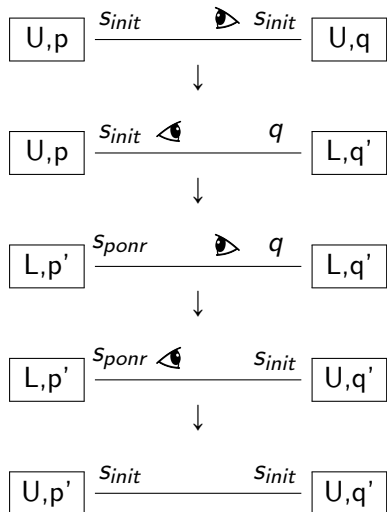 U,p s_init s_init U,q
↓
U,p s_init q L,q'
↓
L,p' s_ponr q L,q'
↓
L,p' s_ponr s_init U,q'
↓
U,p' s_init s_init U,q'